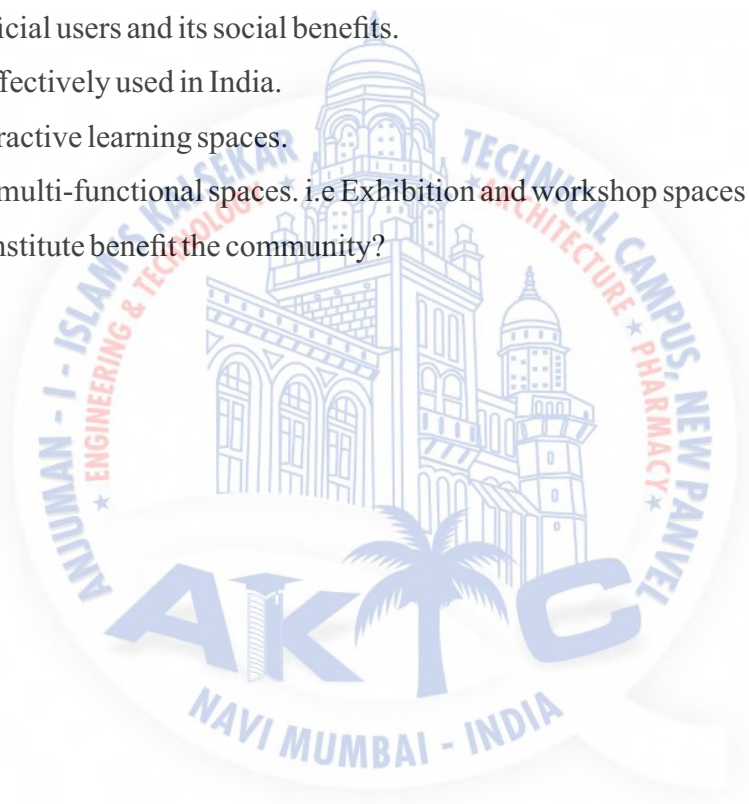 icial users and its social benefits.
ffectively used in India.
ractive learning spaces.
multi-functional spaces. i.e Exhibition and workshop spaces
nstitute benefit the community?
ANJUMAN - I - ISLAM'S KALSEKAR TECHNICAL CAMPUS, NEW PANVEL
★ ENGINEERING & TECHNOLOGY ★ ARCHITECTURE ★ PHARMACY ★
AKTC
NAVI MUMBAI - INDIA